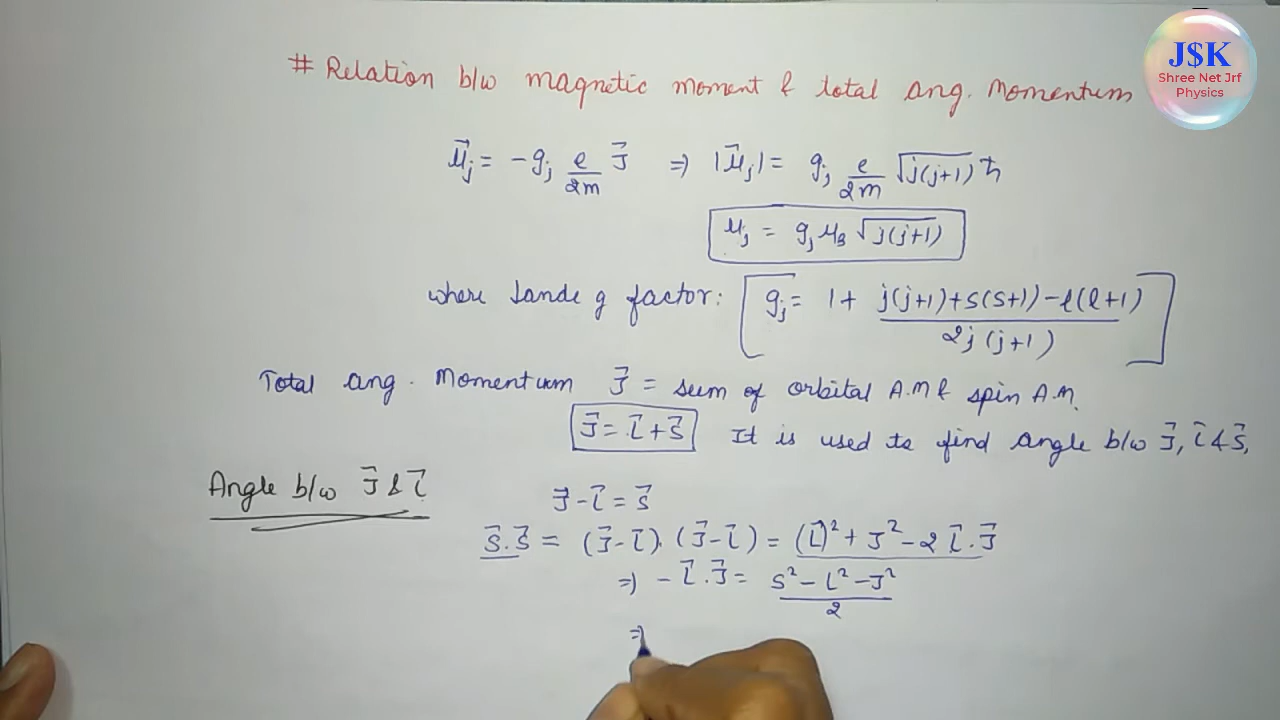 JSK
Shree Net Jrf
Physics
# Relation b/w magnetic moment & total ang. Momentum
μ⃗j = -gj e/2m J⃗ ⇒ |μ⃗j| = gj e/2m √j(j+1) ħ
μj = gj μB √j(j+1)
where Lande g factor: [gj = 1 + j(j+1)+s(s+1)-l(l+1) / 2j(j+1)]
Total ang. Momentum J⃗ = sum of orbital A.M & spin A.M.
J⃗ = L⃗ + S⃗ It is used to find angle b/w J⃗, L⃗ & S⃗.
Angle b/w J⃗ & L⃗
J⃗ - L⃗ = S⃗
S⃗.S⃗ = (J⃗-L⃗).(J⃗-L⃗) = (L⃗)² + J² - 2 L⃗.J⃗
⇒ - L⃗.J⃗ = S² - L² - J² / 2
⇒